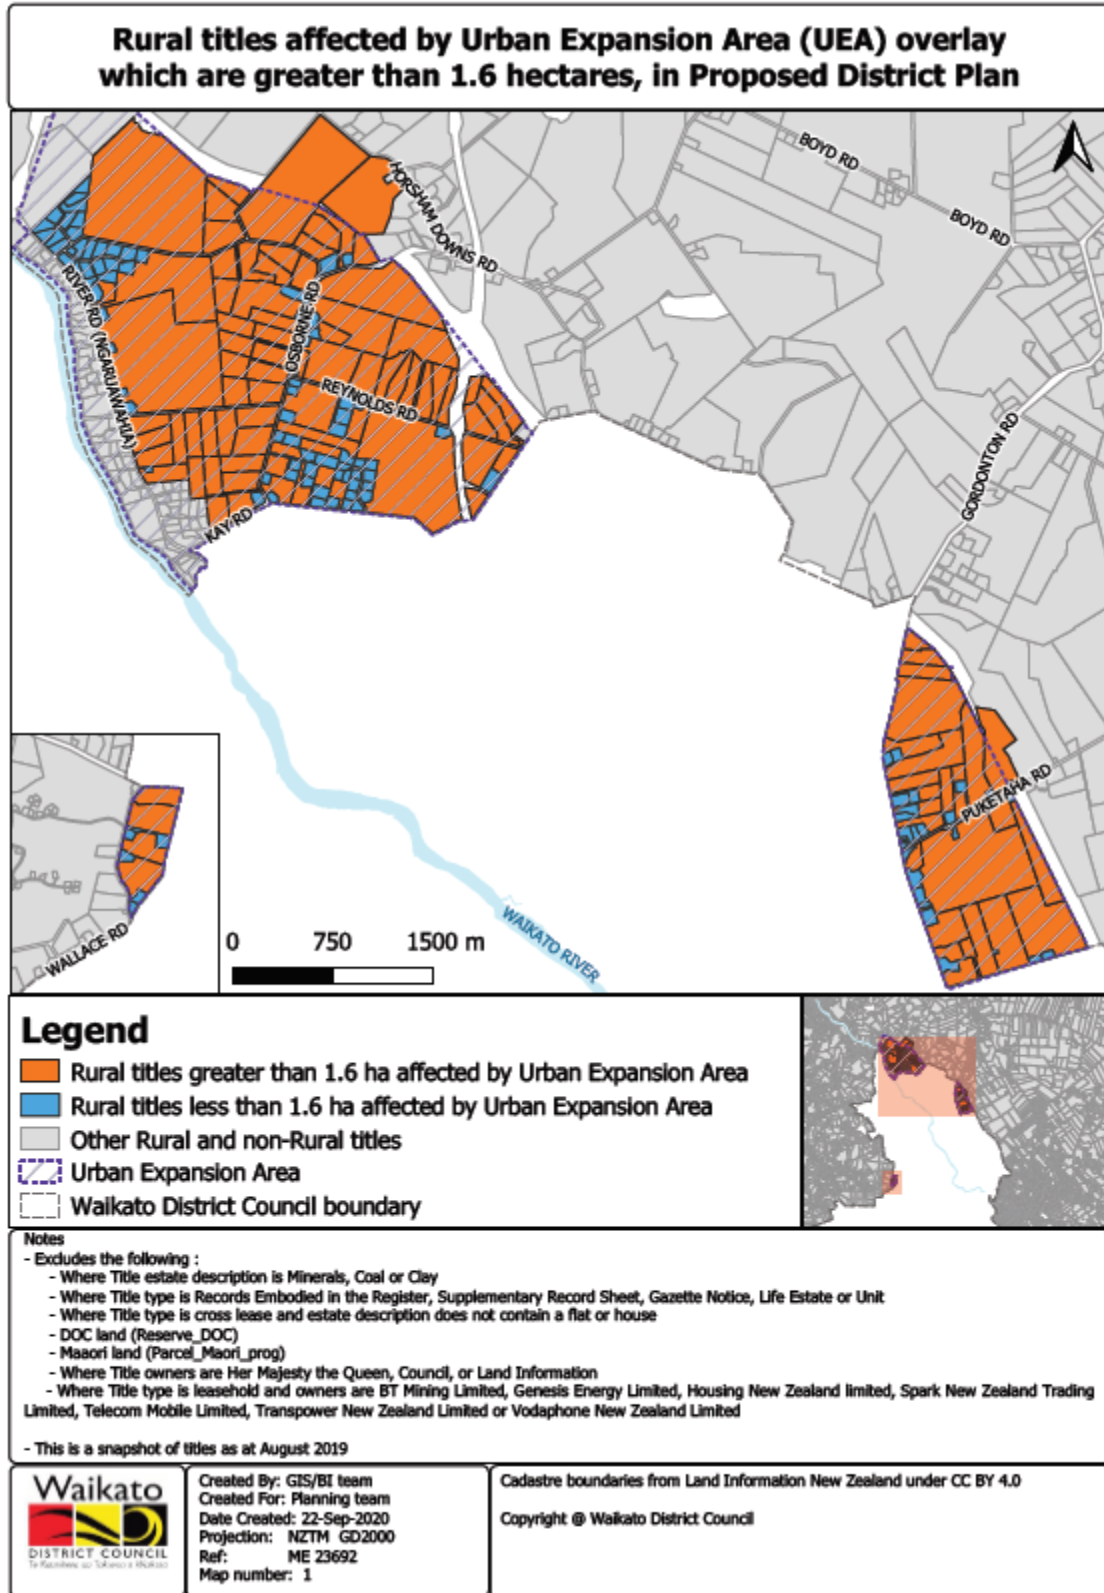 Rural titles affected by Urban Expansion Area (UEA) overlay
which are greater than 1.6 hectares, in Proposed District Plan
BOYD RD
BOYD RD
HORSHAM DOWNS RD
RIVER RD (NGARUAWAHIA)
OSBORNE RD
REYNOLDS RD
GORDONTON RD
KAY RD
PUKETAHA RD
WALLACE RD
WAIKATO RIVER
0 750 1500 m
Legend
Rural titles greater than 1.6 ha affected by Urban Expansion Area
Rural titles less than 1.6 ha affected by Urban Expansion Area
Other Rural and non-Rural titles
Urban Expansion Area
Waikato District Council boundary
Notes
- Excludes the following :
- Where Title estate description is Minerals, Coal or Clay
- Where Title type is Records Embodied in the Register, Supplementary Record Sheet, Gazette Notice, Life Estate or Unit
- Where Title type is cross lease and estate description does not contain a flat or house
- DOC land (Reserve_DOC)
- Maaori land (Parcel_Maori_prog)
- Where Title owners are Her Majesty the Queen, Council, or Land Information
- Where Title type is leasehold and owners are BT Mining Limited, Genesis Energy Limited, Housing New Zealand limited, Spark New Zealand Trading
Limited, Telecom Mobile Limited, Transpower New Zealand Limited or Vodaphone New Zealand Limited
- This is a snapshot of titles as at August 2019
Waikato
DISTRICT COUNCIL
Created By: GIS/BI team
Created For: Planning team
Date Created: 22-Sep-2020
Projection: NZTM GD2000
Ref: ME 23692
Map number: 1
Cadastre boundaries from Land Information New Zealand under CC BY 4.0
Copyright @ Waikato District Council